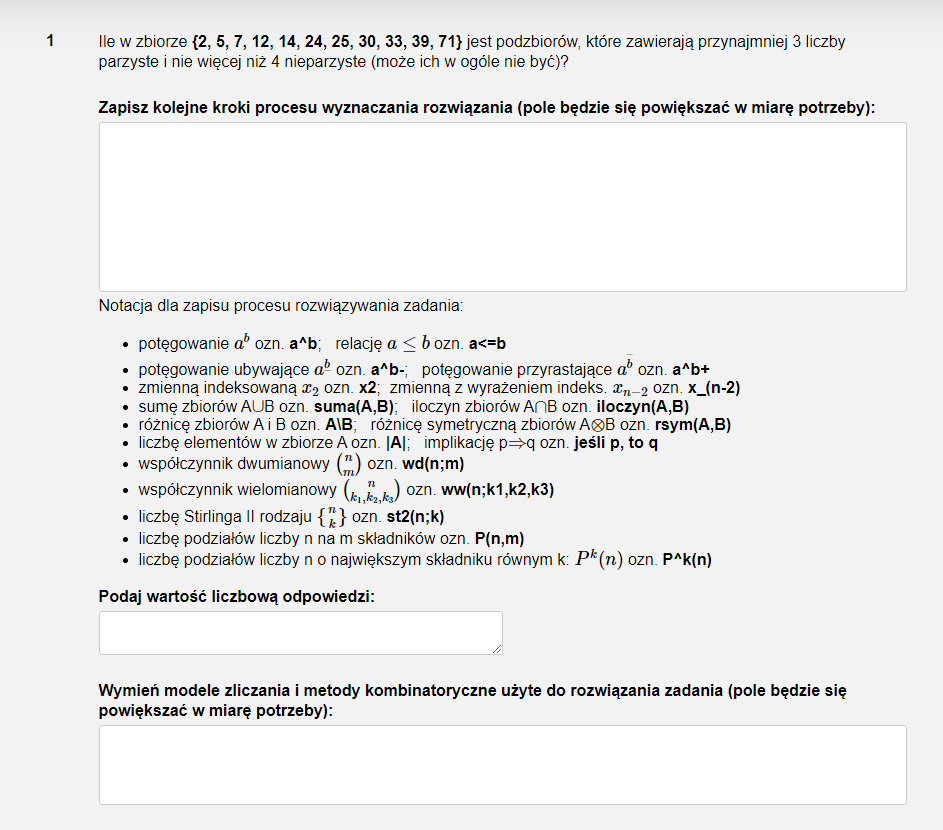 1 Ile w zbiorze {2, 5, 7, 12, 14, 24, 25, 30, 33, 39, 71} jest podzbiorów, które zawierają przynajmniej 3 liczby
parzyste i nie więcej niż 4 nieparzyste (może ich w ogóle nie być)?
Zapisz kolejne kroki procesu wyznaczania rozwiązania (pole będzie się powiększać w miarę potrzeby):
Notacja dla zapisu procesu rozwiązywania zadania:
• potęgowanie $a^b$ ozn. a^b; relację $a \leq b$ ozn. a<=b
• potęgowanie ubywające $a^{\underline{b}}$ ozn. a^b-; potęgowanie przyrastające $a^{\overline{b}}$ ozn. a^b+
• zmienną indeksowaną $x_2$ ozn. x2; zmienną z wyrażeniem indeks. $x_{n-2}$ ozn. x_(n-2)
• sumę zbiorów A∪B ozn. suma(A,B); iloczyn zbiorów A∩B ozn. iloczyn(A,B)
• różnicę zbiorów A i B ozn. A\B; różnicę symetryczną zbiorów A⊗B ozn. rsym(A,B)
• liczbę elementów w zbiorze A ozn. |A|; implikację p⇒q ozn. jeśli p, to q
• współczynnik dwumianowy $\binom{n}{m}$ ozn. wd(n;m)
• współczynnik wielomianowy $\binom{n}{k_1,k_2,k_3}$ ozn. ww(n;k1,k2,k3)
• liczbę Stirlinga II rodzaju $\{{n \atop k}\}$ ozn. st2(n;k)
• liczbę podziałów liczby n na m składników ozn. P(n,m)
• liczbę podziałów liczby n o największym składniku równym k: $P^k(n)$ ozn. P^k(n)
Podaj wartość liczbową odpowiedzi:
Wymień modele zliczania i metody kombinatoryczne użyte do rozwiązania zadania (pole będzie się
powiększać w miarę potrzeby):